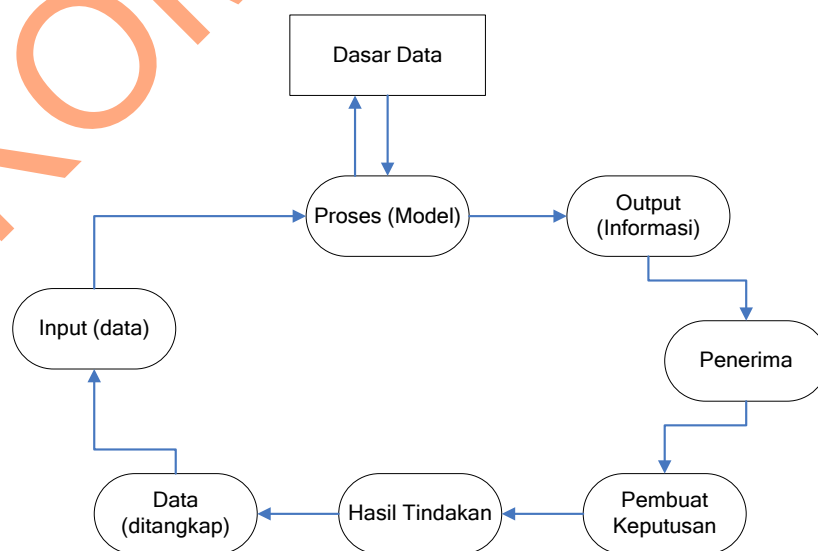 Dasar Data
Proses (Model)
Output
(Informasi)
Input (data)
Penerima
Data
(ditangkap)
Hasil Tindakan
Pembuat
Keputusan